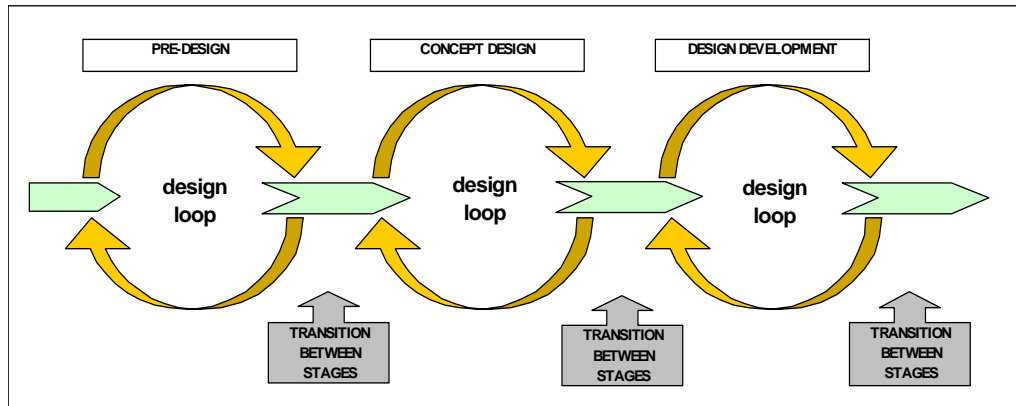 PRE-DESIGN
CONCEPT DESIGN
DESIGN DEVELOPMENT
design
loop
design
loop
design
loop
TRANSITION
BETWEEN
STAGES
TRANSITION
BETWEEN
STAGES
TRANSITION
BETWEEN
STAGES